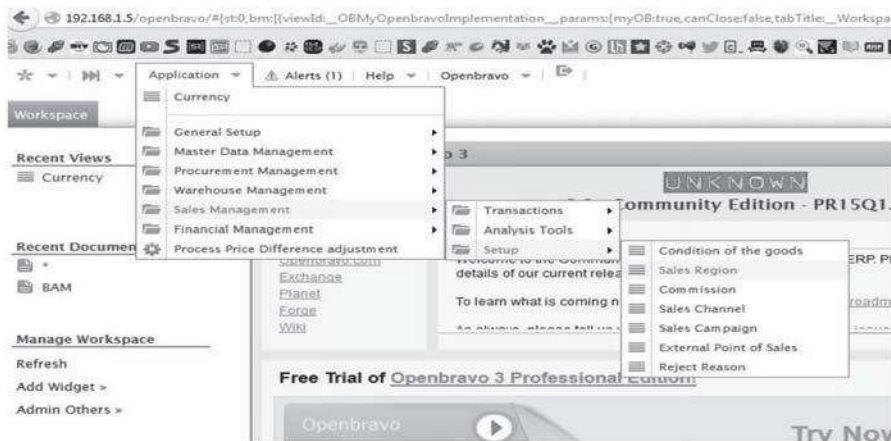 192.168.1.5/openbravo/#{st:0,bm:[{viewId:_OBMyOpenbravoImplementation_,params:{myOB:true,canClose:false,tabTitle:_Workspa
Application Alerts (1) Help Openbravo
Currency
General Setup
Master Data Management
Procurement Management
Warehouse Management
Sales Management
Financial Management
Process Price Difference adjustment
Transactions
Analysis Tools
Setup
Condition of the goods
Sales Region
Commission
Sales Channel
Sales Campaign
External Point of Sales
Reject Reason
Workspace
Recent Views
Currency
Recent Documen
*
BAM
Manage Workspace
Refresh
Add Widget »
Admin Others »
o 3
UNKNOWN
Community Edition - PR15Q1.
ERP. P
details of our current relea
To learn what is coming n
roadm
Openbravo.com
Exchange
Planet
Forge
Wiki
Free Trial of Openbravo 3 Professional Edition!
Openbravo
Try Now